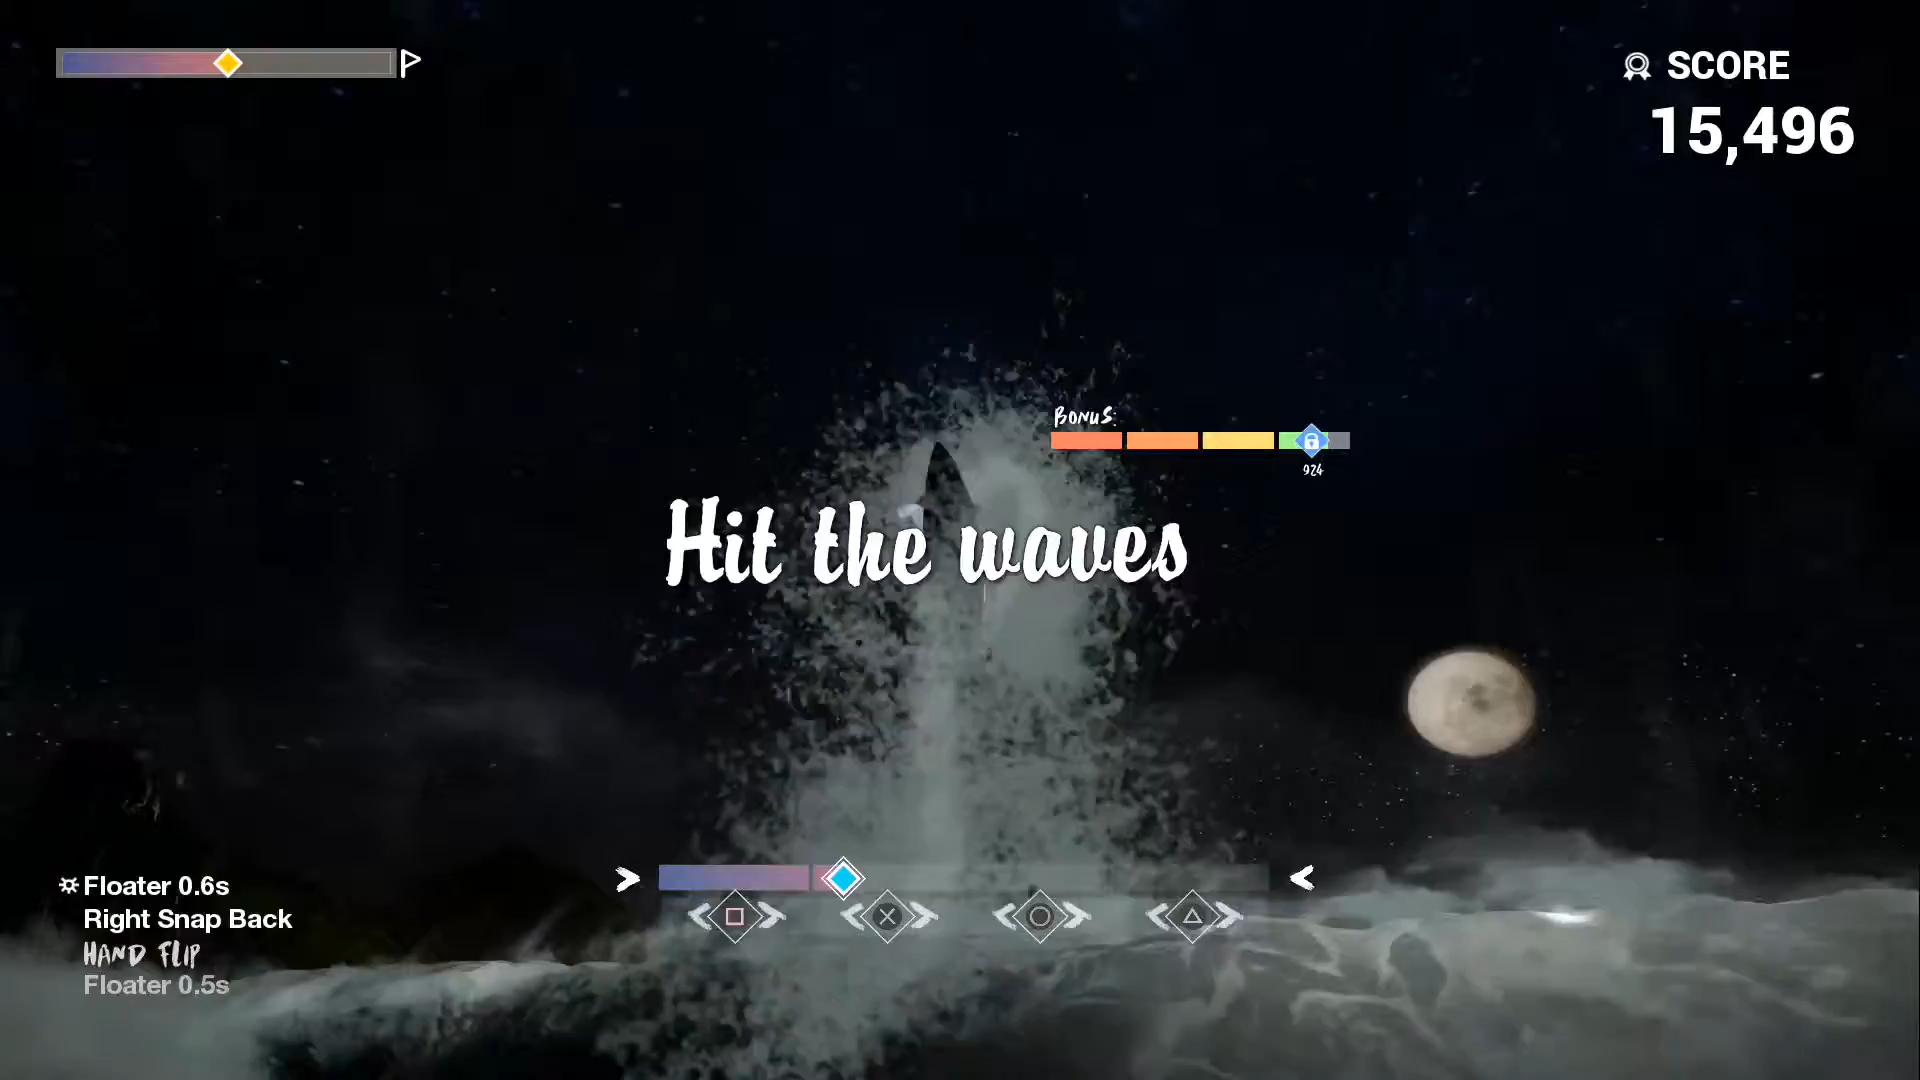 SCORE
15,496
BONUS:
924
Hit the waves
Floater 0.6s
Right Snap Back
HAND FLIP
Floater 0.5s